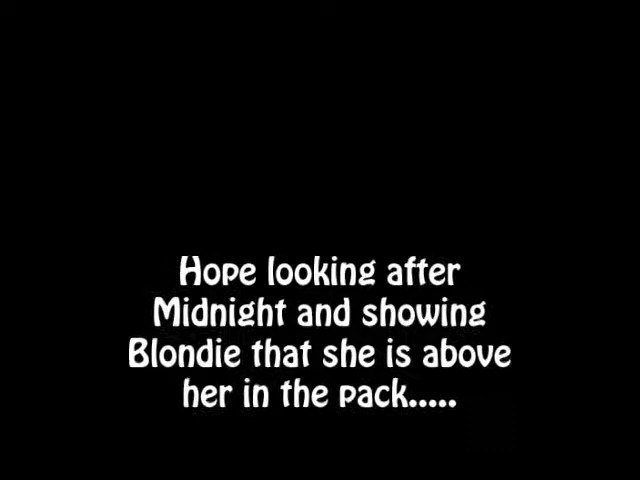 Hope looking after
Midnight and showing
Blondie that she is above
her in the pack.....